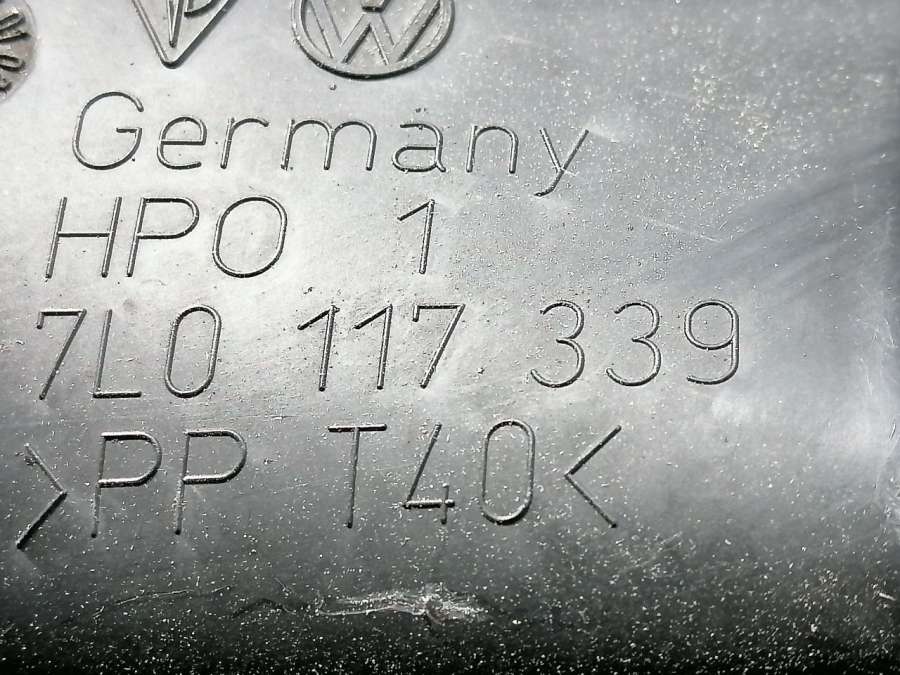 Germany
HPO 1
7L0 117 339
>PP T40<